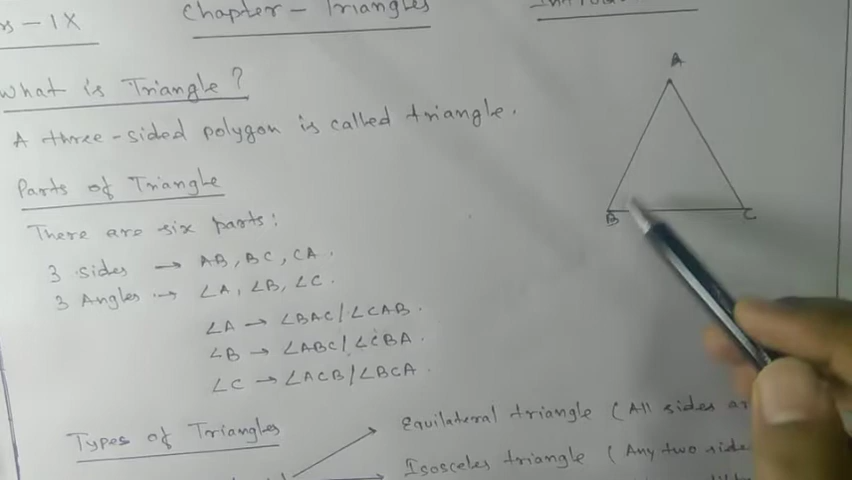 - IX
Chapter - Triangles
What is Triangle?
A three-sided polygon is called triangle.
Parts of Triangle
There are six parts:
3 sides → AB, BC, CA.
3 Angles → ∠A, ∠B, ∠C.
∠A → ∠BAC / ∠CAB.
∠B → ∠ABC / ∠CBA.
∠C → ∠ACB / ∠BCA.
Types of Triangles
Equilateral triangle (All sides
Isosceles triangle (Any two side
A
B
C